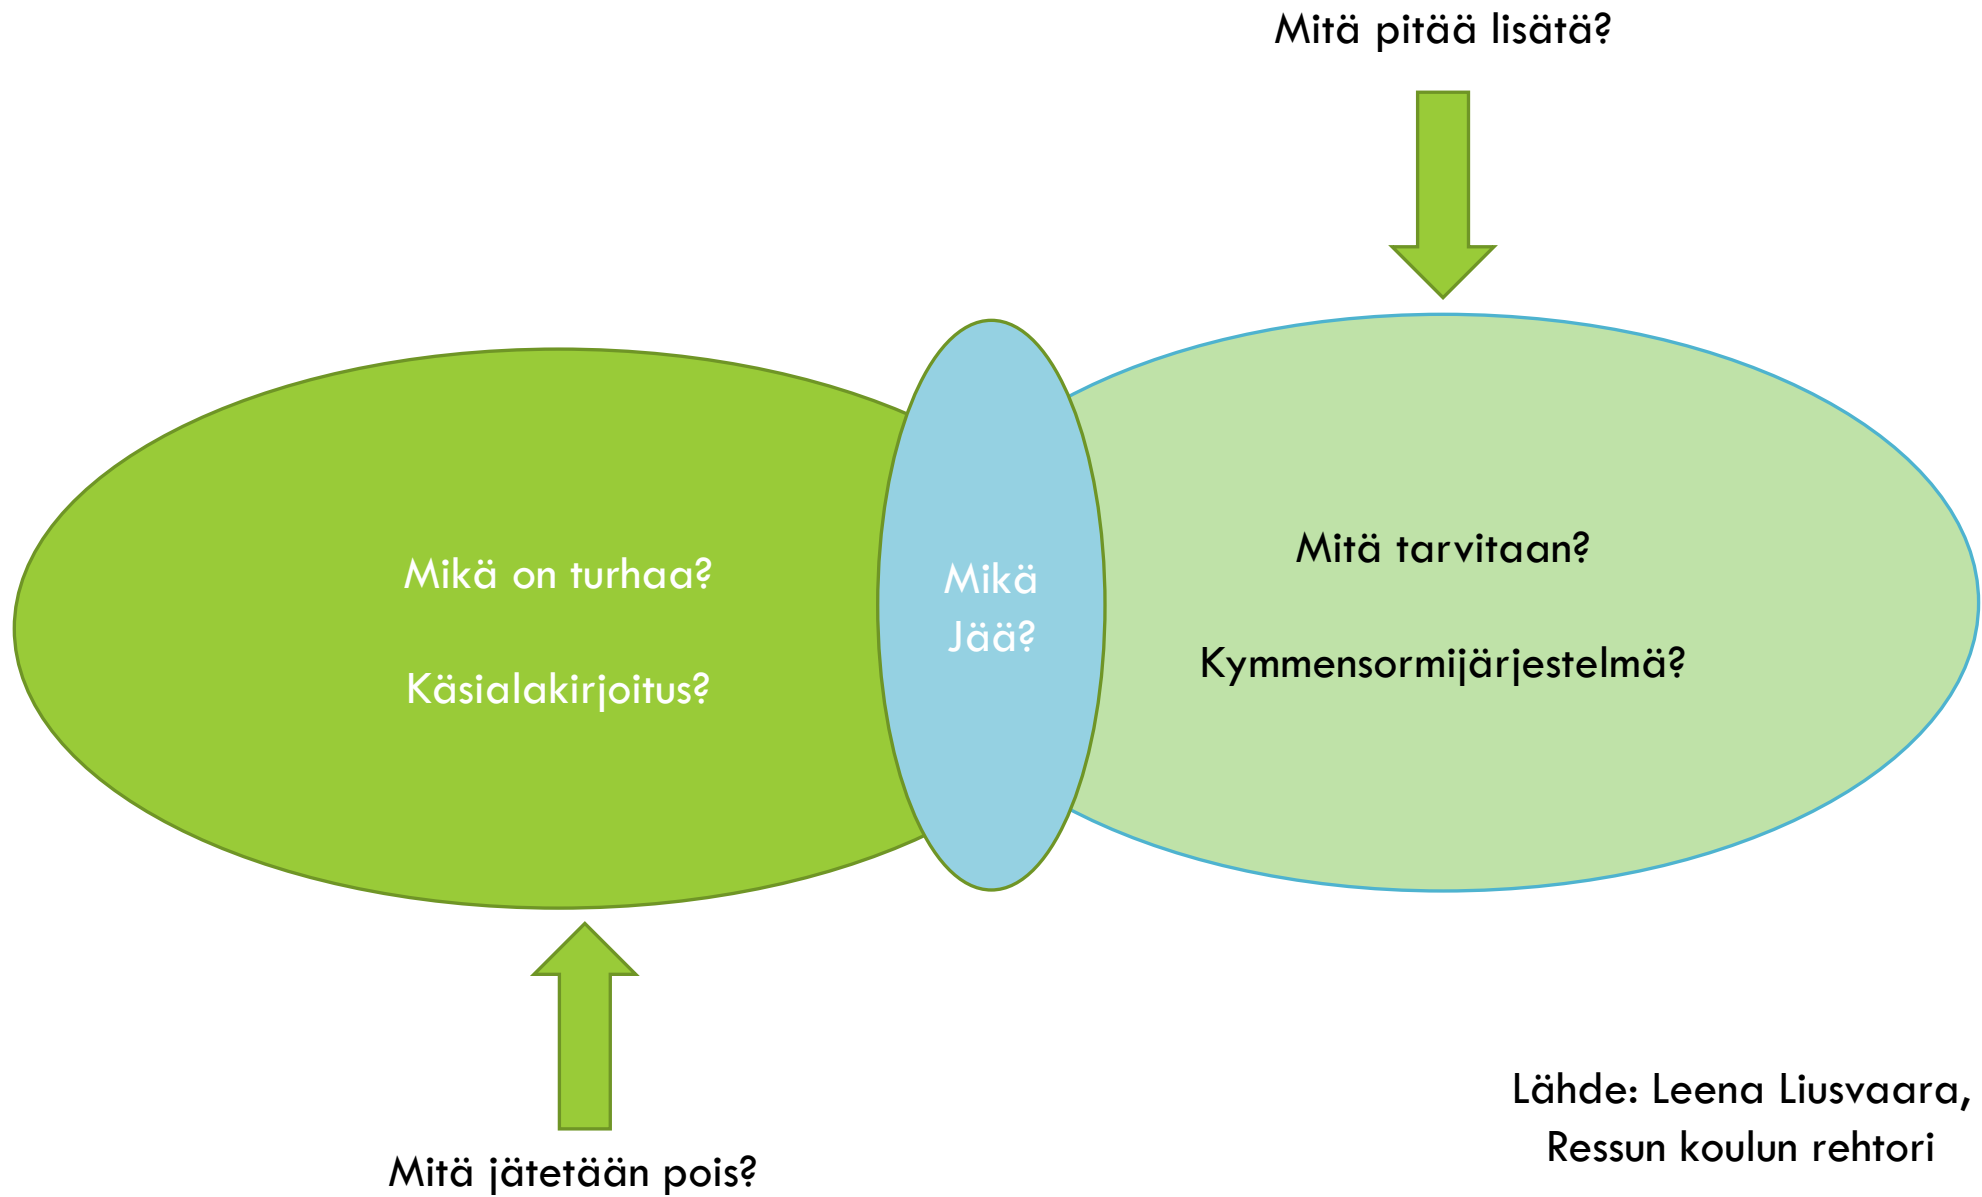 Mitä pitää lisätä?
Mikä on turhaa?
Käsialakirjoitus?
Mikä
Jää?
Mitä tarvitaan?
Kymmensormijärjestelmä?
Mitä jätetään pois?
Lähde: Leena Liusvaara,
Ressun koulun rehtori